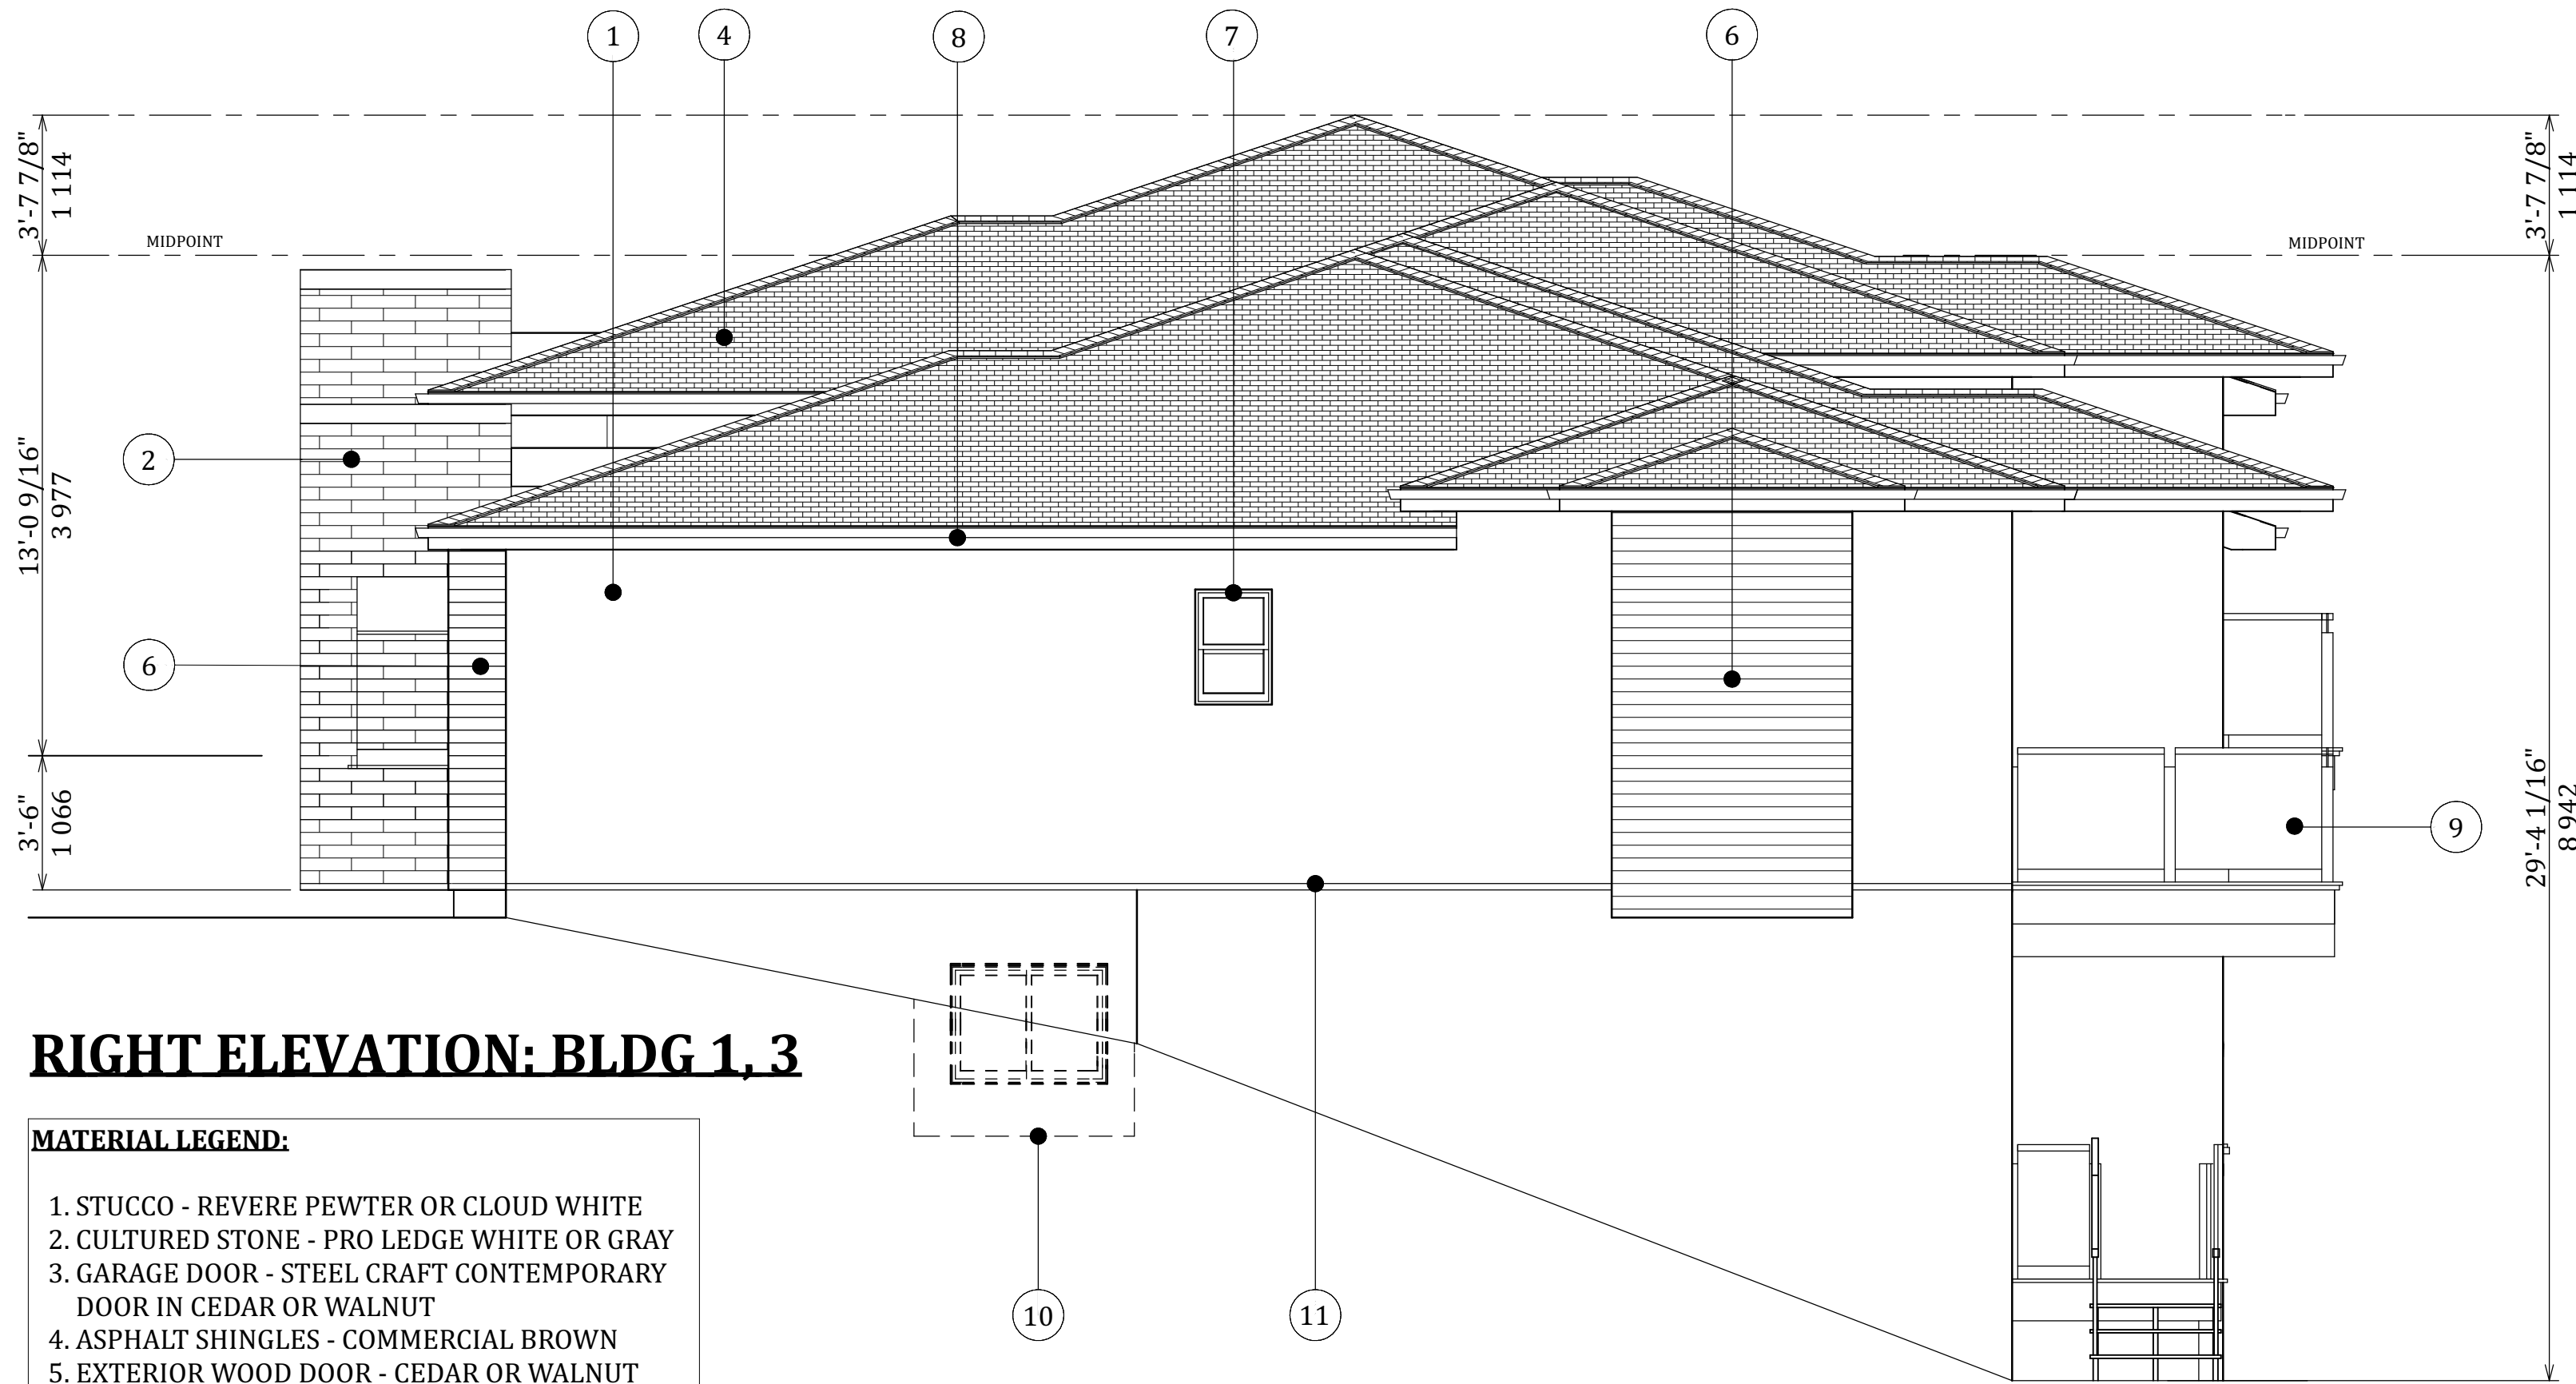 1 4 8 7 6
3'-7 7/8"
1 114
3'-7 7/8"
1 114
MIDPOINT
MIDPOINT
2
13'-0 9/16"
3 977
6
3'-6"
1 066
29'-4 1/16"
8 942
9
RIGHT ELEVATION: BLDG 1, 3
MATERIAL LEGEND:
1. STUCCO - REVERE PEWTER OR CLOUD WHITE
2. CULTURED STONE - PRO LEDGE WHITE OR GRAY
3. GARAGE DOOR - STEEL CRAFT CONTEMPORARY
DOOR IN CEDAR OR WALNUT
4. ASPHALT SHINGLES - COMMERCIAL BROWN
5. EXTERIOR WOOD DOOR - CEDAR OR WALNUT
10 11